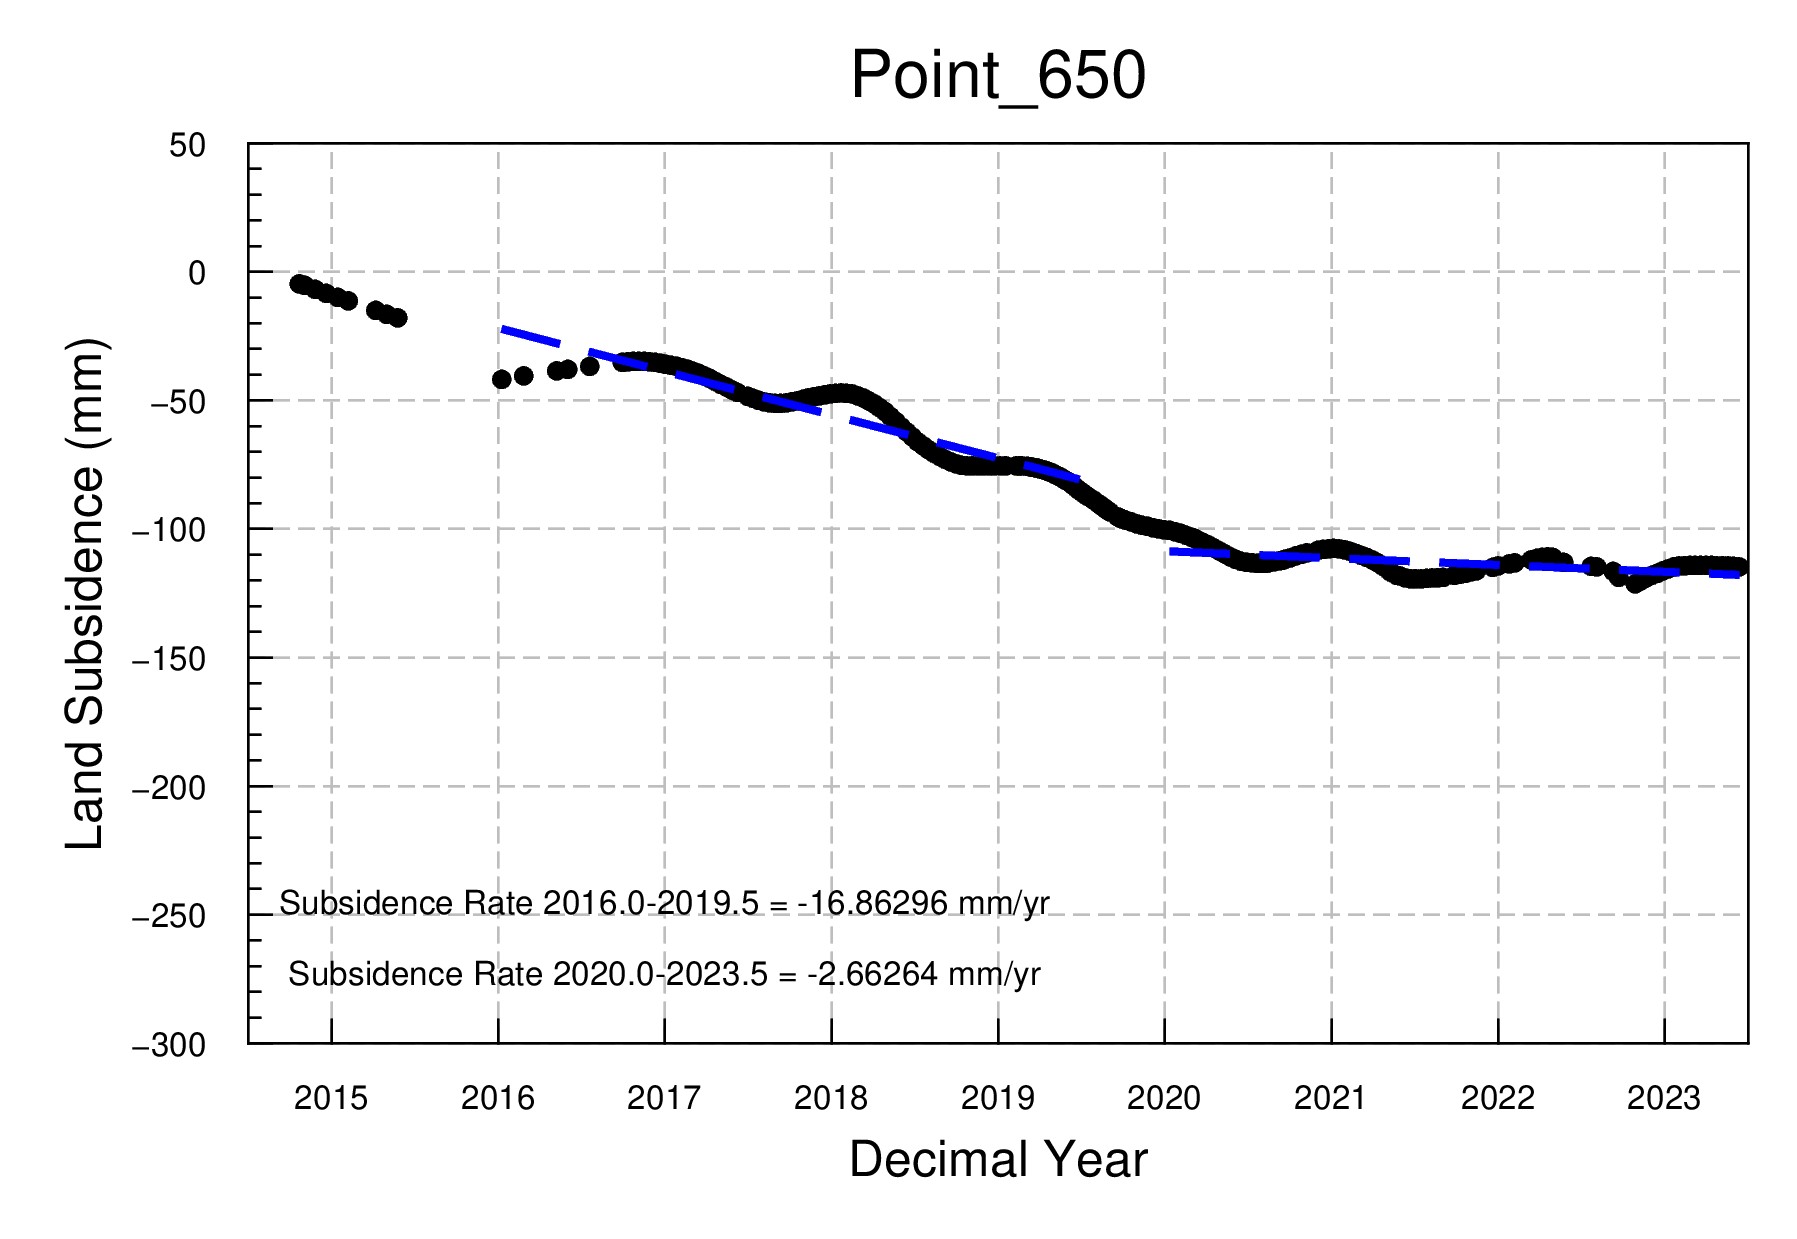 Point_650
50
0
−50
−100
−150
−200
−250
−300
Land Subsidence (mm)
Subsidence Rate 2016.0-2019.5 = -16.86296 mm/yr
Subsidence Rate 2020.0-2023.5 = -2.66264 mm/yr
2015 2016 2017 2018 2019 2020 2021 2022 2023
Decimal Year